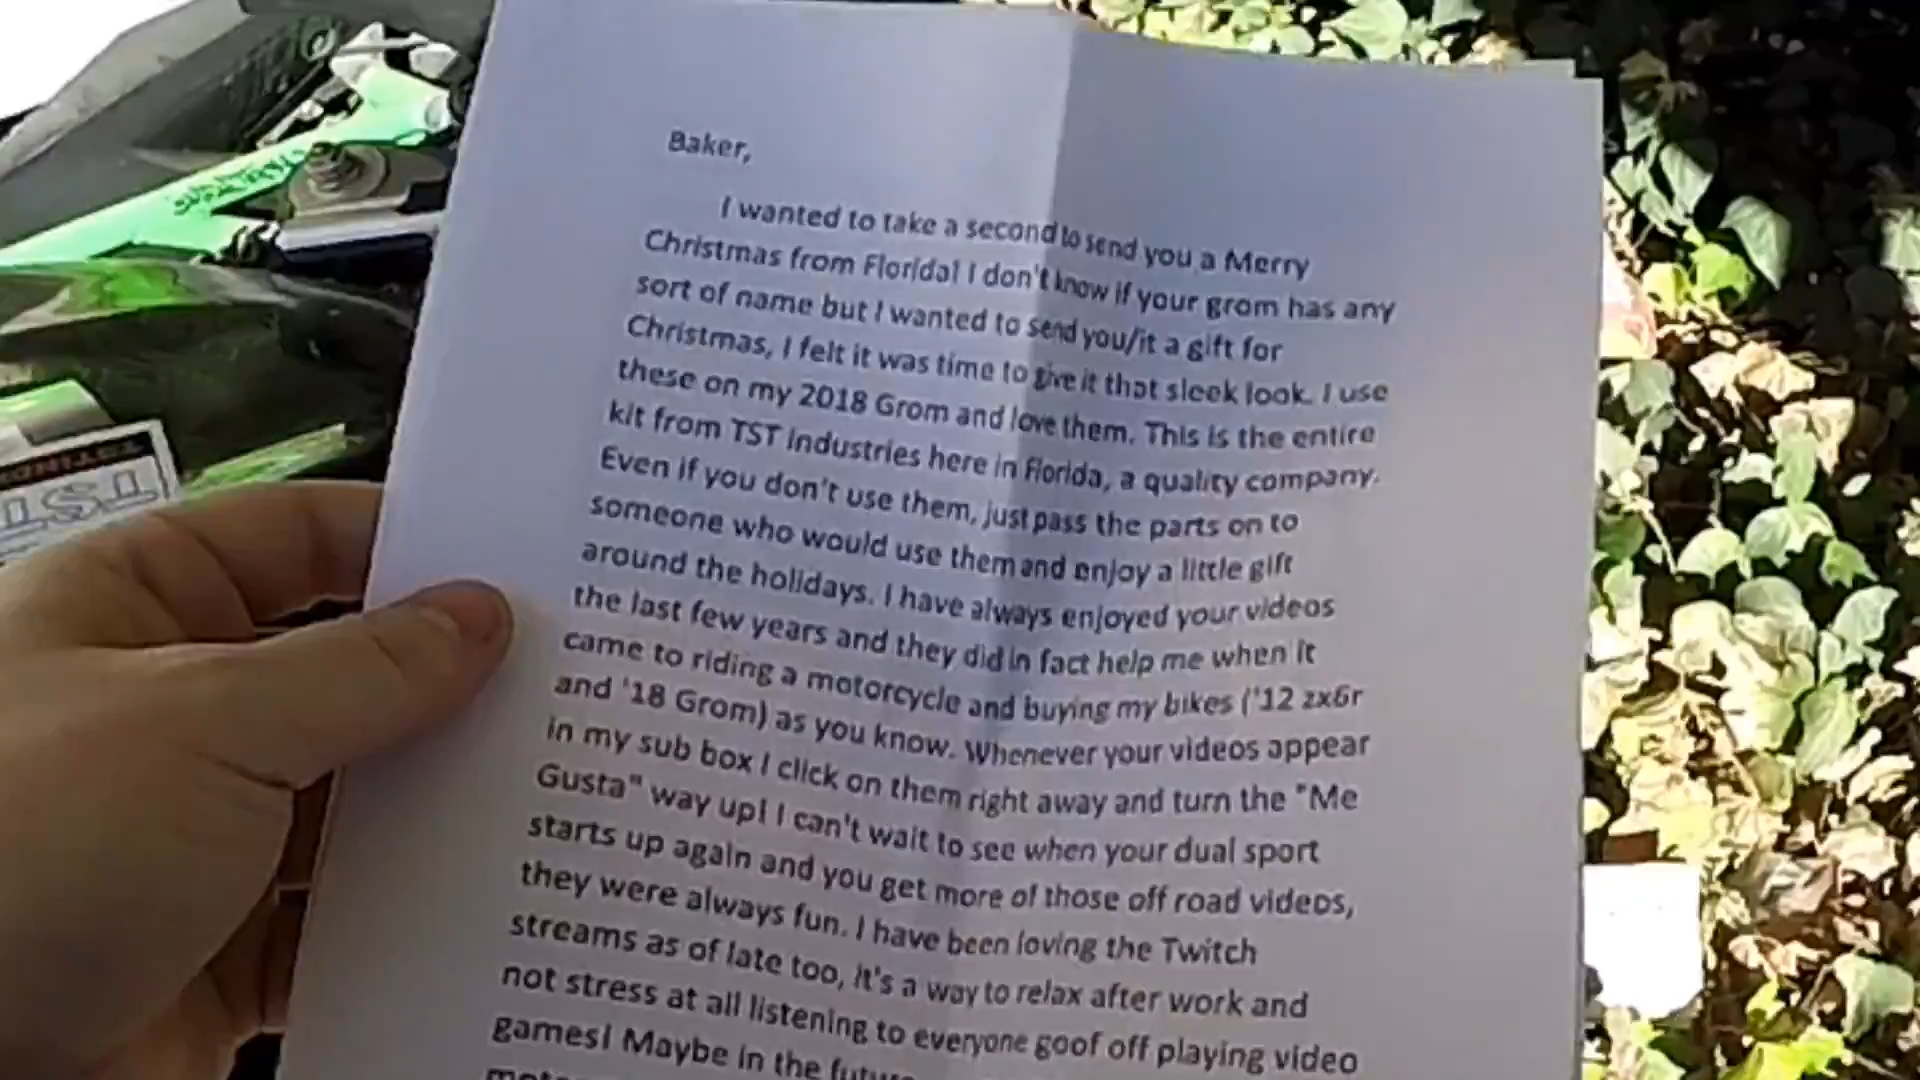 Baker,
I wanted to take a second to send you a Merry
Christmas from Florida! I don't know if your grom has any
sort of name but I wanted to send you/it a gift for
Christmas, I felt it was time to give it that sleek look. I use
these on my 2018 Grom and love them. This is the entire
kit from TST Industries here in Florida, a quality company.
Even if you don't use them, just pass the parts on to
someone who would use them and enjoy a little gift
around the holidays. I have always enjoyed your videos
the last few years and they did in fact help me when it
came to riding a motorcycle and buying my bikes ('12 zx6r
and '18 Grom) as you know. Whenever your videos appear
in my sub box I click on them right away and turn the "Me
Gusta" way up! I can't wait to see when your dual sport
starts up again and you get more of those off road videos,
they were always fun. I have been loving the Twitch
streams as of late too, it's a way to relax after work and
not stress at all listening to everyone goof off playing video
games! Maybe in the future
TST